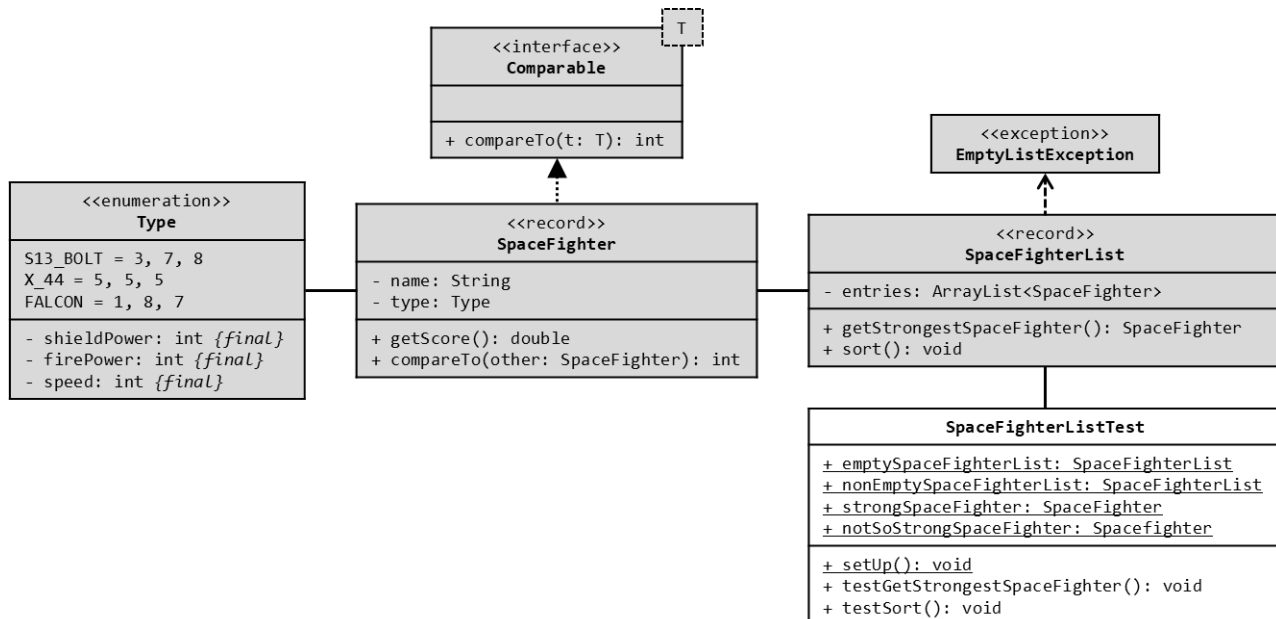 T
<<interface>>
Comparable
+ compareTo(t: T): int
<<exception>>
EmptyListException
<<enumeration>>
Type
S13_BOLT = 3, 7, 8
X_44 = 5, 5, 5
FALCON = 1, 8, 7
- shieldPower: int {final}
- firePower: int {final}
- speed: int {final}
<<record>>
SpaceFighter
- name: String
- type: Type
+ getScore(): double
+ compareTo(other: SpaceFighter): int
<<record>>
SpaceFighterList
- entries: ArrayList<SpaceFighter>
+ getStrongestSpaceFighter(): SpaceFighter
+ sort(): void
SpaceFighterListTest
+ emptySpaceFighterList: SpaceFighterList
+ nonEmptySpaceFighterList: SpaceFighterList
+ strongSpaceFighter: SpaceFighter
+ notSoStrongSpaceFighter: Spacefighter
+ setUp(): void
+ testGetStrongestSpaceFighter(): void
+ testSort(): void